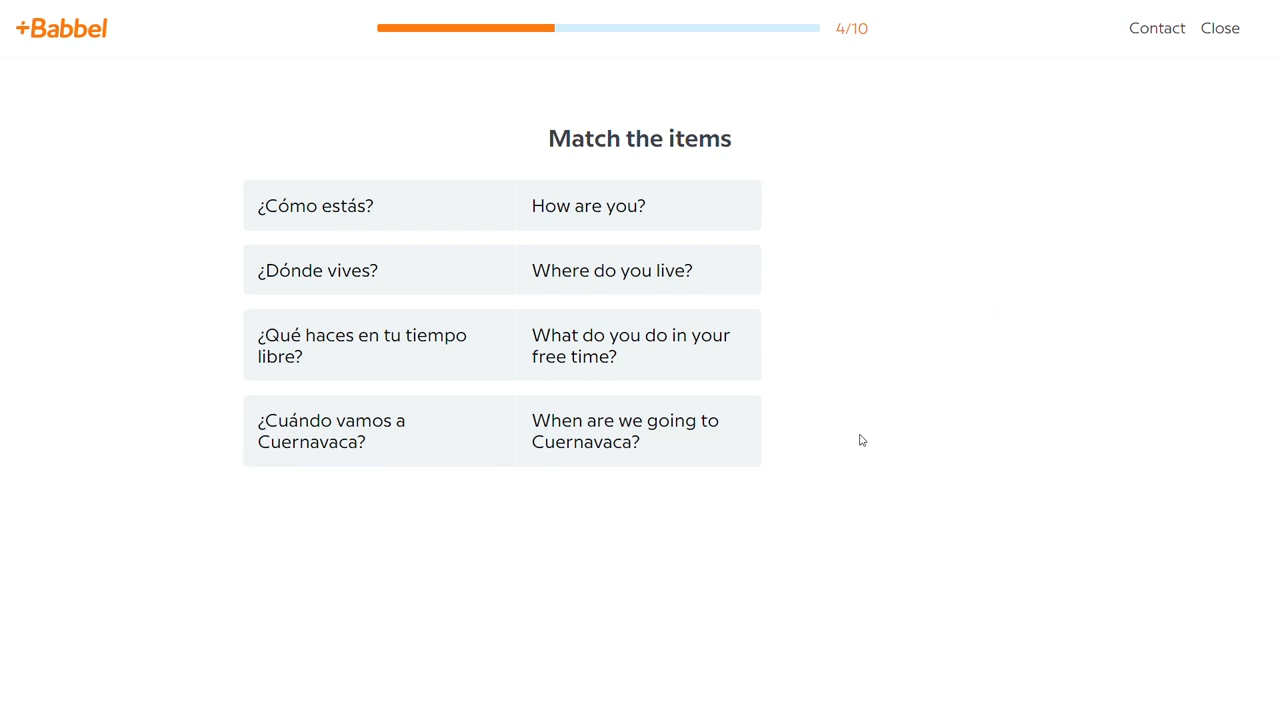 +Babbel
4/10
Contact
Close
Match the items
¿Cómo estás?
How are you?
¿Dónde vives?
Where do you live?
¿Qué haces en tu tiempo
libre?
What do you do in your
free time?
¿Cuándo vamos a
Cuernavaca?
When are we going to
Cuernavaca?